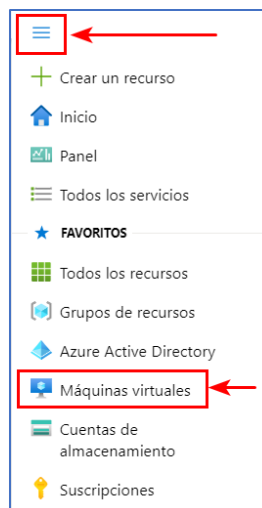 Crear un recurso
Inicio
Panel
Todos los servicios
FAVORITOS
Todos los recursos
Grupos de recursos
Azure Active Directory
Máquinas virtuales
Cuentas de
almacenamiento
Suscripciones